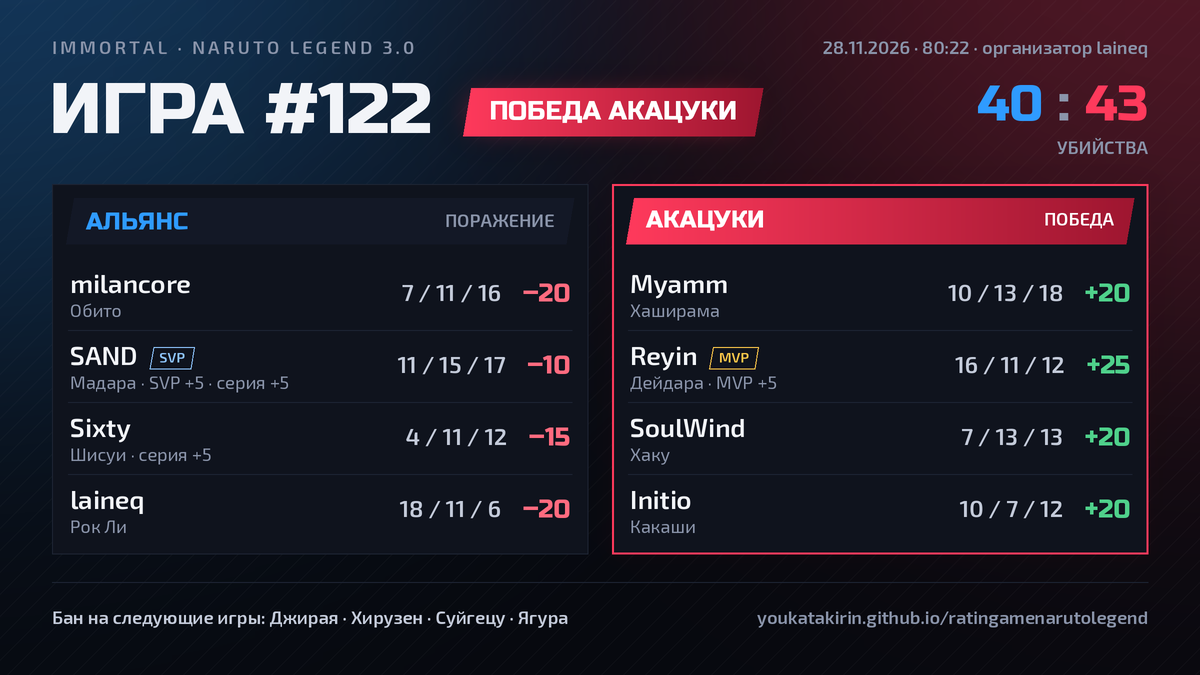 IMMORTAL · NARUTO LEGEND 3.0
28.11.2026 · 80:22 · организатор laineq
ИГРА #122
ПОБЕДА АКАЦУКИ
40 : 43
УБИЙСТВА
АЛЬЯНС
ПОРАЖЕНИЕ
milancore
Обито
7 / 11 / 16
−20
SAND
SVP
Мадара · SVP +5 · серия +5
11 / 15 / 17
−10
Sixty
Шисуи · серия +5
4 / 11 / 12
−15
laineq
Рок Ли
18 / 11 / 6
−20
АКАЦУКИ
ПОБЕДА
Myamm
Хаширама
10 / 13 / 18
+20
Reyin
MVP
Дейдара · MVP +5
16 / 11 / 12
+25
SoulWind
Хаку
7 / 13 / 13
+20
Initio
Какаши
10 / 7 / 12
+20
Бан на следующие игры: Джирая · Хирузен · Суйгецу · Ягура
youkatakirin.github.io/ratingamenarutolegend